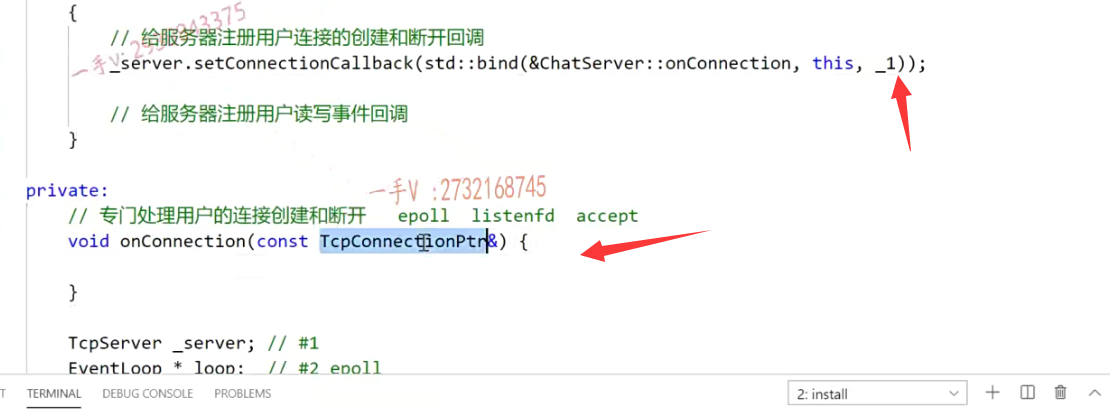 {
// 给服务器注册用户连接的创建和断开回调
_server.setConnectionCallback(std::bind(&ChatServer::onConnection, this, _1));
// 给服务器注册用户读写事件回调
}
一手V :2732168745
private:
// 专门处理用户的连接创建和断开 epoll listenfd accept
void onConnection(const TcpConnectionPtr&) {
}
TcpServer _server; // #1
EventLoop *_loop; // #2 epoll
TERMINAL DEBUG CONSOLE PROBLEMS 2: install